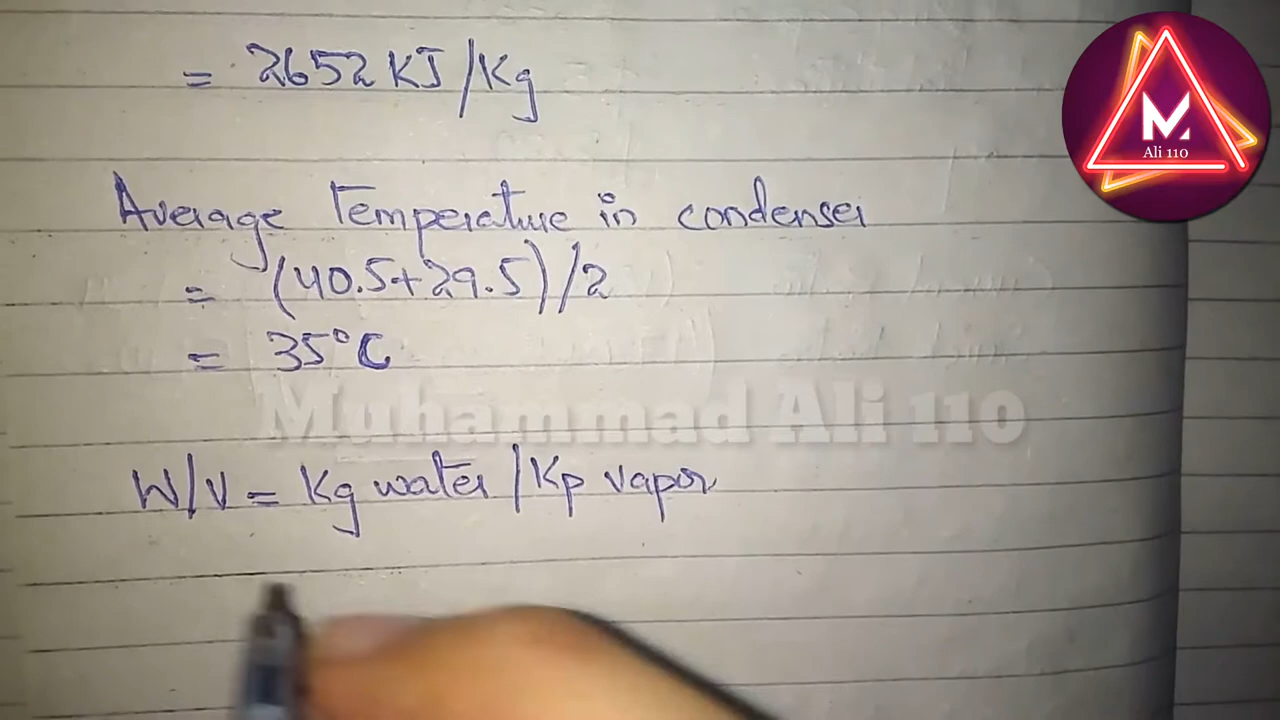 = 2652 KJ/Kg
M
Ali 110
Average Temperature in condenser
= (40.5+29.5)/2
= 35°C
Muhammad Ali 110
W/V = Kg water/Kp vapor